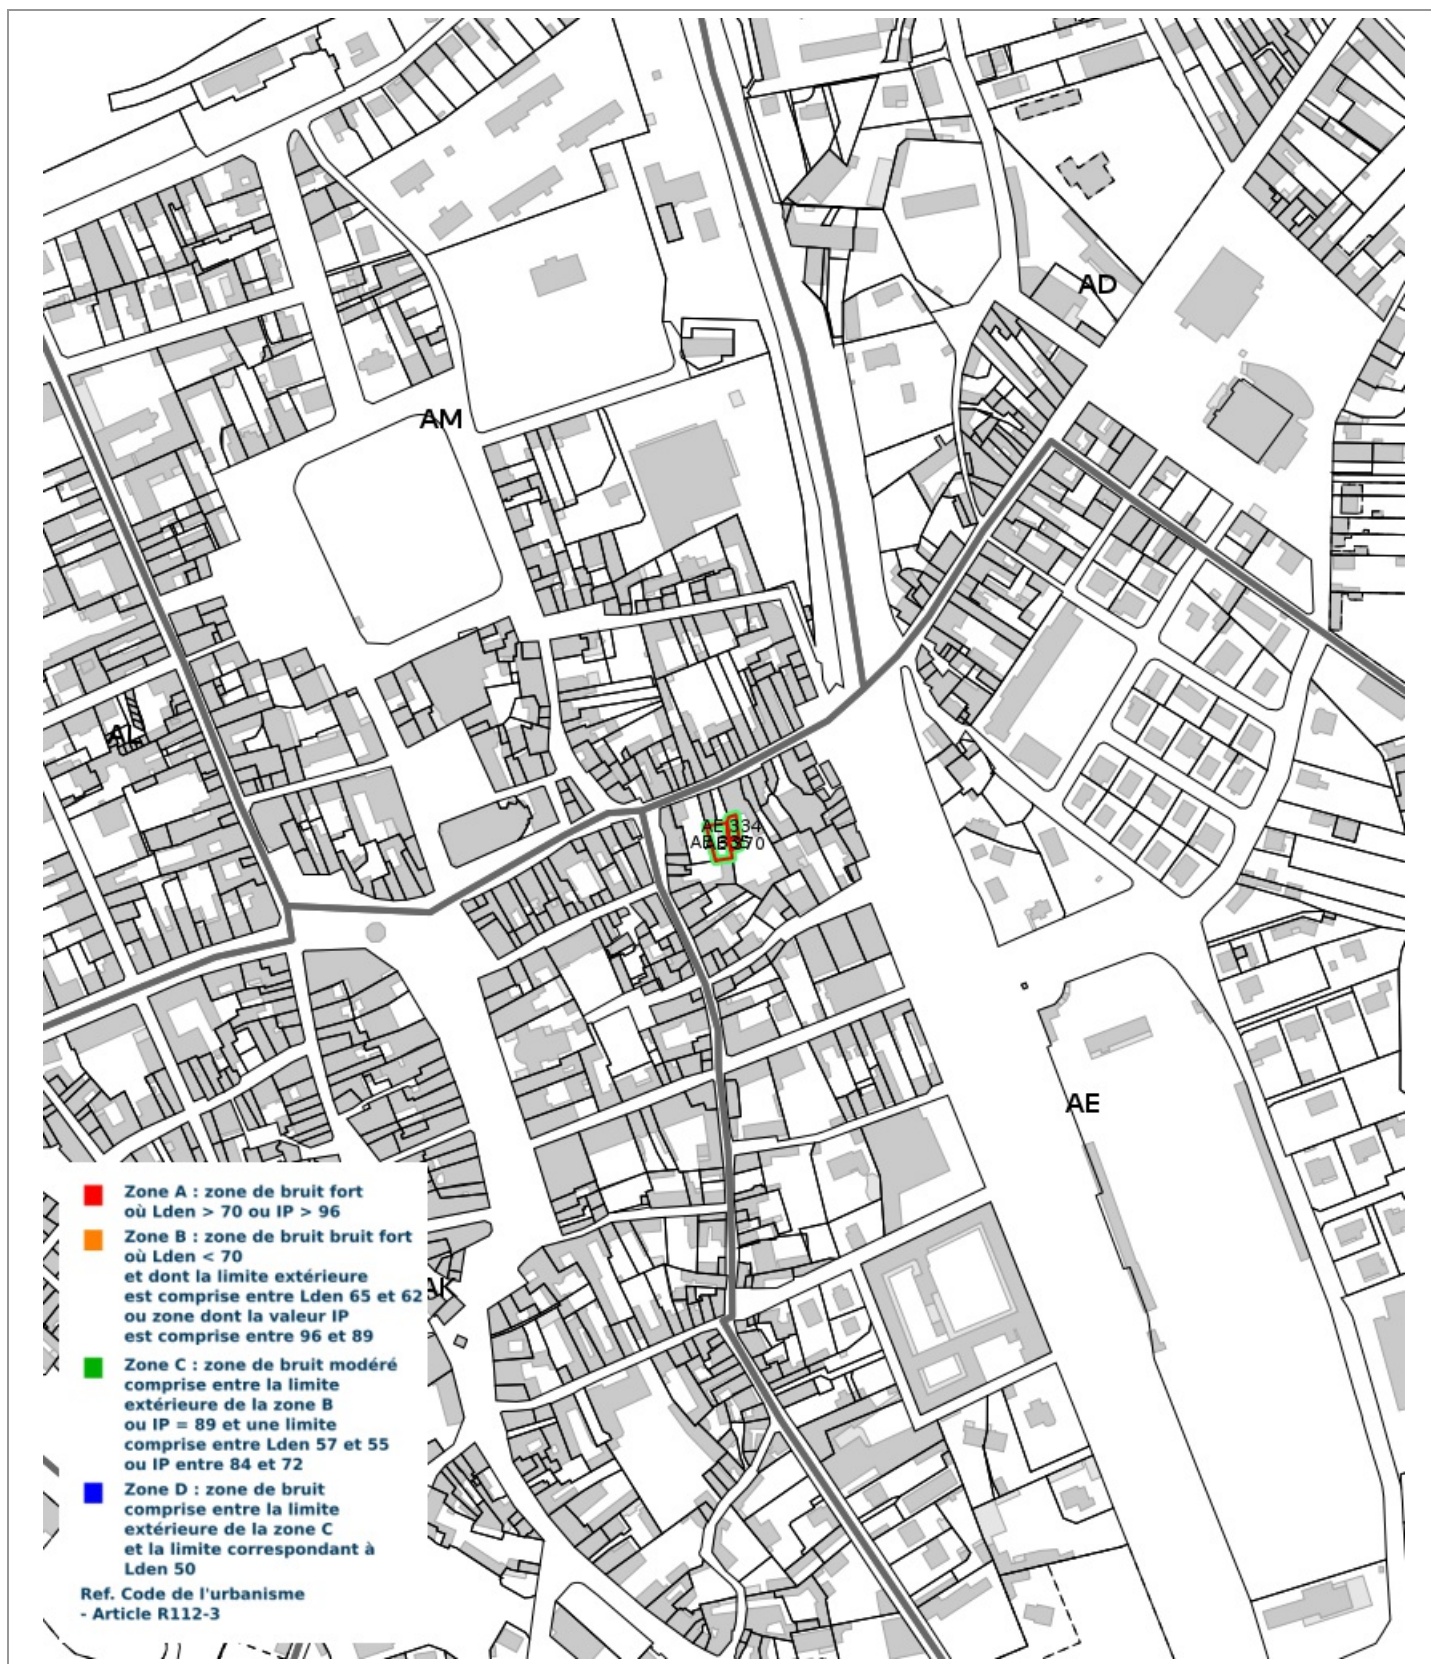 AD
AM
AL
AE 334
AE
70
AE
AK
Zone A : zone de bruit fort
où Lden > 70 ou IP > 96
Zone B : zone de bruit bruit fort
où Lden < 70
et dont la limite extérieure
est comprise entre Lden 65 et 62
ou zone dont la valeur IP
est comprise entre 96 et 89
Zone C : zone de bruit modéré
comprise entre la limite
extérieure de la zone B
ou IP = 89 et une limite
comprise entre Lden 57 et 55
ou IP entre 84 et 72
Zone D : zone de bruit
comprise entre la limite
extérieure de la zone C
et la limite correspondant à
Lden 50
Ref. Code de l'urbanisme
- Article R112-3